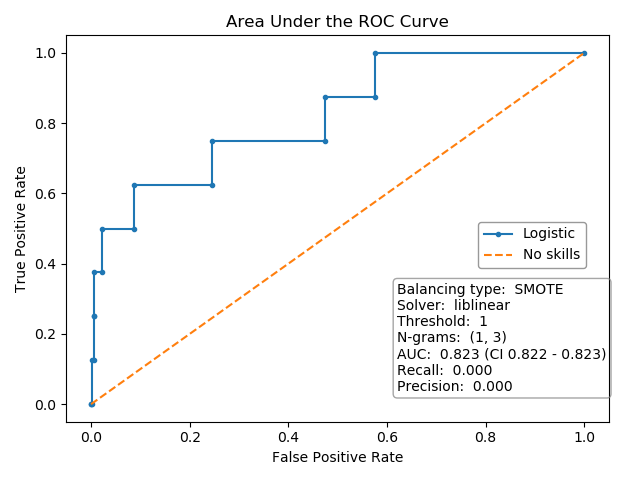 Area Under the ROC Curve
1.0
0.8
0.6
0.4
0.2
0.0
True Positive Rate
Logistic
No skills
Balancing type:  SMOTE
Solver:  liblinear
Threshold:  1
N-grams:  (1, 3)
AUC:  0.823 (CI 0.822 - 0.823)
Recall:  0.000
Precision:  0.000
0.0 0.2 0.4 0.6 0.8 1.0
False Positive Rate